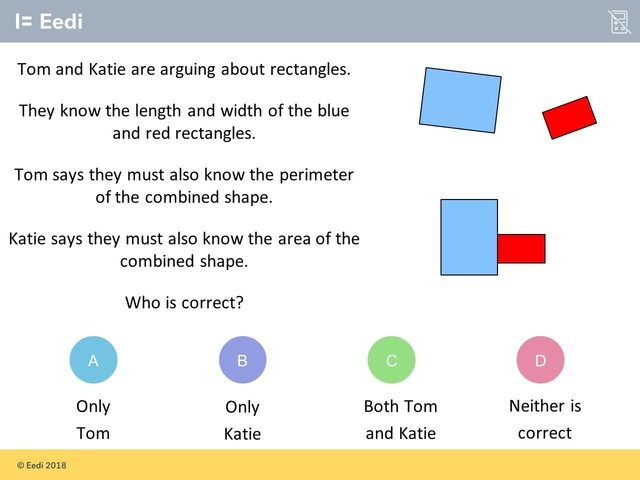 I= Eedi
Tom and Katie are arguing about rectangles.
They know the length and width of the blue
and red rectangles.
Tom says they must also know the perimeter
of the combined shape.
Katie says they must also know the area of the
combined shape.
Who is correct?
A
B
C
D
Only
Tom
Only
Katie
Both Tom
and Katie
Neither is
correct
© Eedi 2018